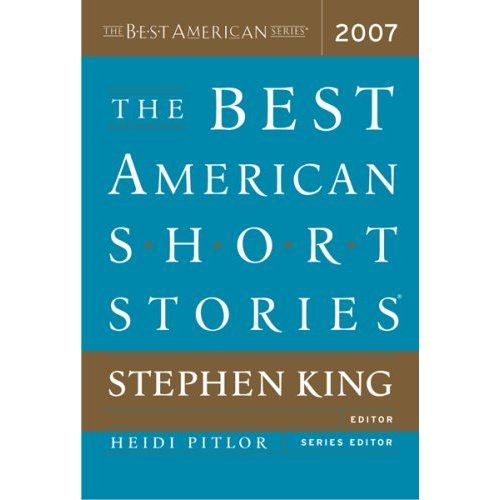 THE BEST AMERICAN SERIES®
2007
THE BEST
AMERICAN
S·H·O·R·T
STORIES®
STEPHEN KING
EDITOR
HEIDI PITLOR
SERIES EDITOR